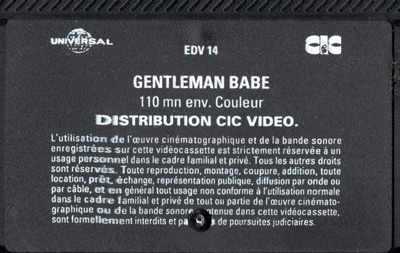 UNIVERSAL
EDV 14
CIC
GENTLEMAN BABE
110 mn env. Couleur
DISTRIBUTION CIC VIDEO.
L'utilisation de l'œuvre cinématographique et de la bande sonore
enregistrées sur cette vidéocassette est strictement réservée à un
usage personnel dans le cadre familial et privé. Tous les autres droits
sont réservés. Toute reproduction, montage, coupure, addition, toute
location, prêt, échange, représentation publique, diffusion par onde ou
par câble, et en général tout usage non conforme à l'utilisation normale
dans le cadre familial et privé de tout ou partie de l'œuvre cinémato-
graphique ou de la bande sonore contenue dans cette vidéocassette,
sont formellement interdits et passibles de poursuites judiciaires.